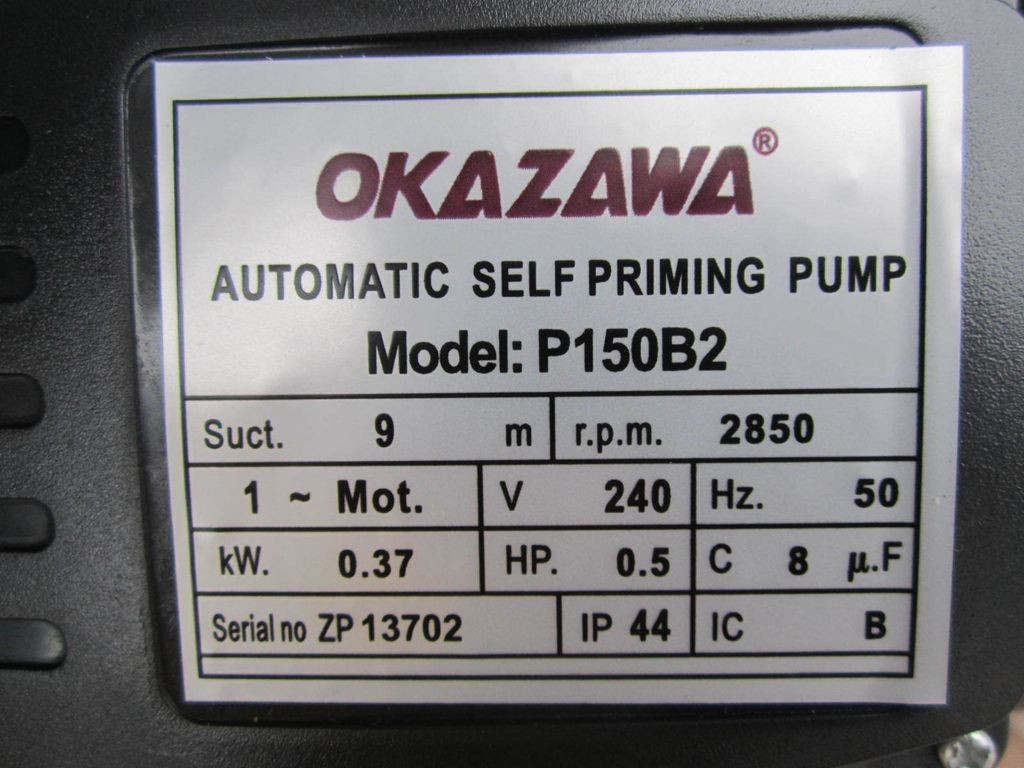 OKAZAWA®
AUTOMATIC SELF PRIMING PUMP
Model: P150B2
Suct. 9 m r.p.m. 2850
1 ~ Mot. V 240 Hz. 50
kW. 0.37 HP. 0.5 C 8 μ.F
Serial no ZP 13702 IP 44 IC B